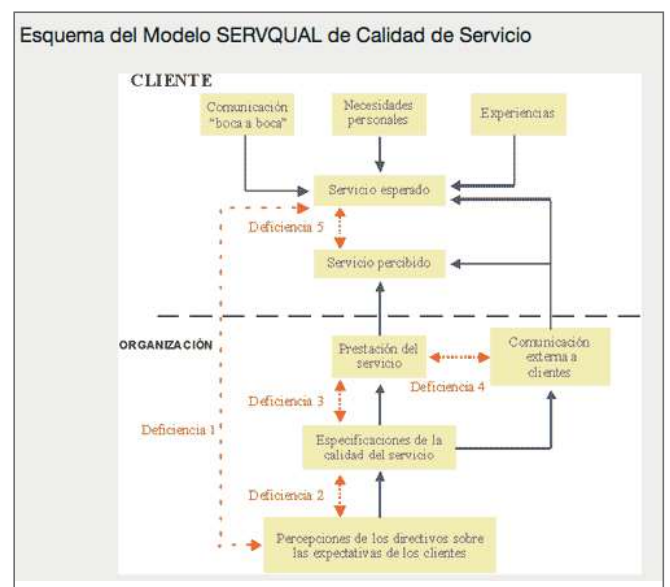 Esquema del Modelo SERVQUAL de Calidad de Servicio
CLIENTE
Comunicación
"boca a boca"
Necesidades
personales
Experiencias
Servicio esperado
Deficiencia 5
Servicio percibido
ORGANIZACIÓN
Prestación del
servicio
Comunicación
externa a
clientes
Deficiencia 4
Deficiencia 3
Deficiencia 1
Especificaciones de la
calidad del servicio
Deficiencia 2
Percepciones de los directivos sobre
las expectativas de los clientes